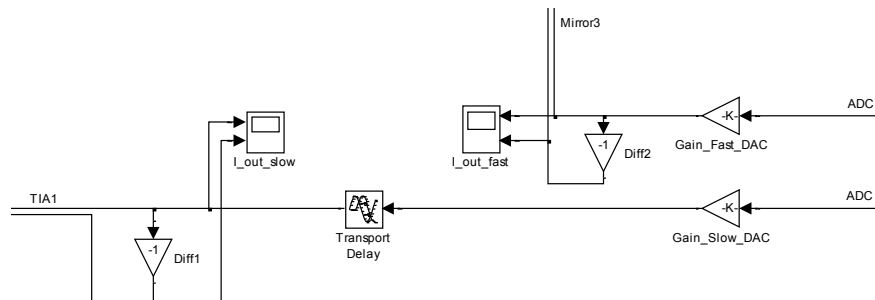 Mirror3
ADC
-K-
-1
I_out_slow
I_out_fast
Diff2
Gain_Fast_DAC
TIA1
ADC
-K-
Transport
Delay
Gain_Slow_DAC
-1
Diff1